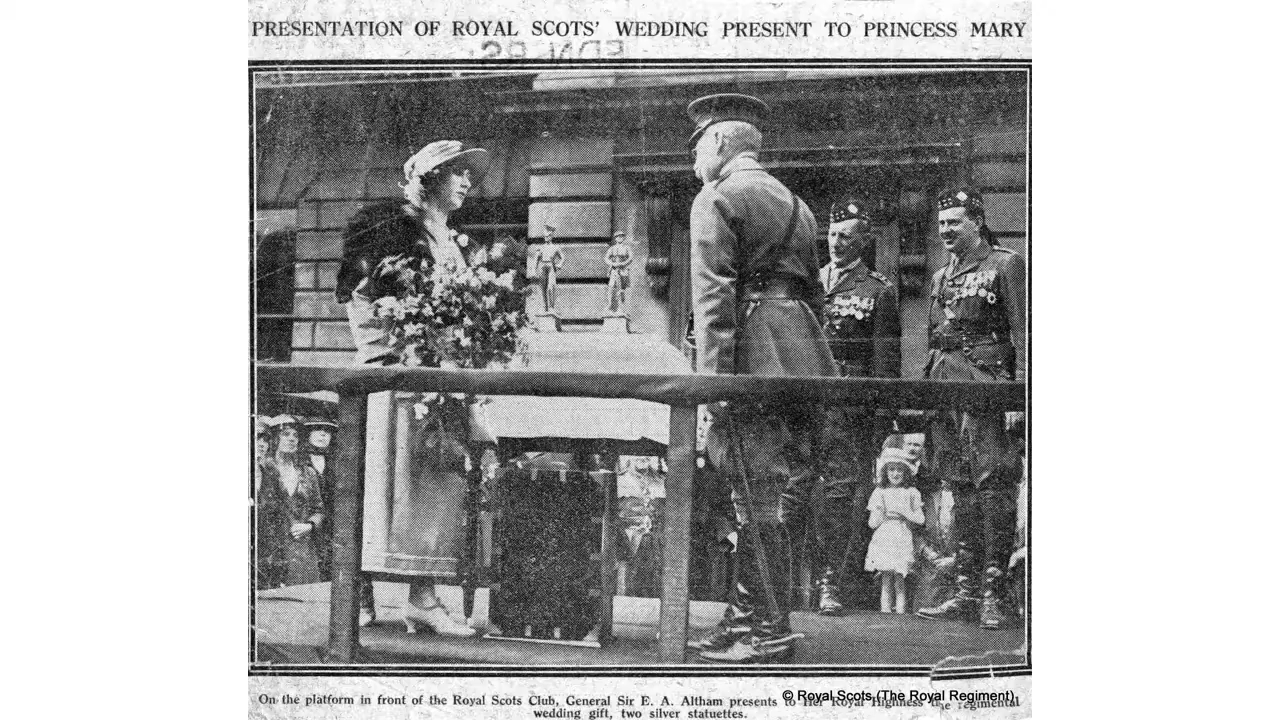 PRESENTATION OF ROYAL SCOTS' WEDDING PRESENT TO PRINCESS MARY
On the platform in front of the Royal Scots Club, General Sir E. A. Altham presents to Her Royal Highness the regimental
© Royal Scots (The Royal Regiment)
wedding gift, two silver statuettes.